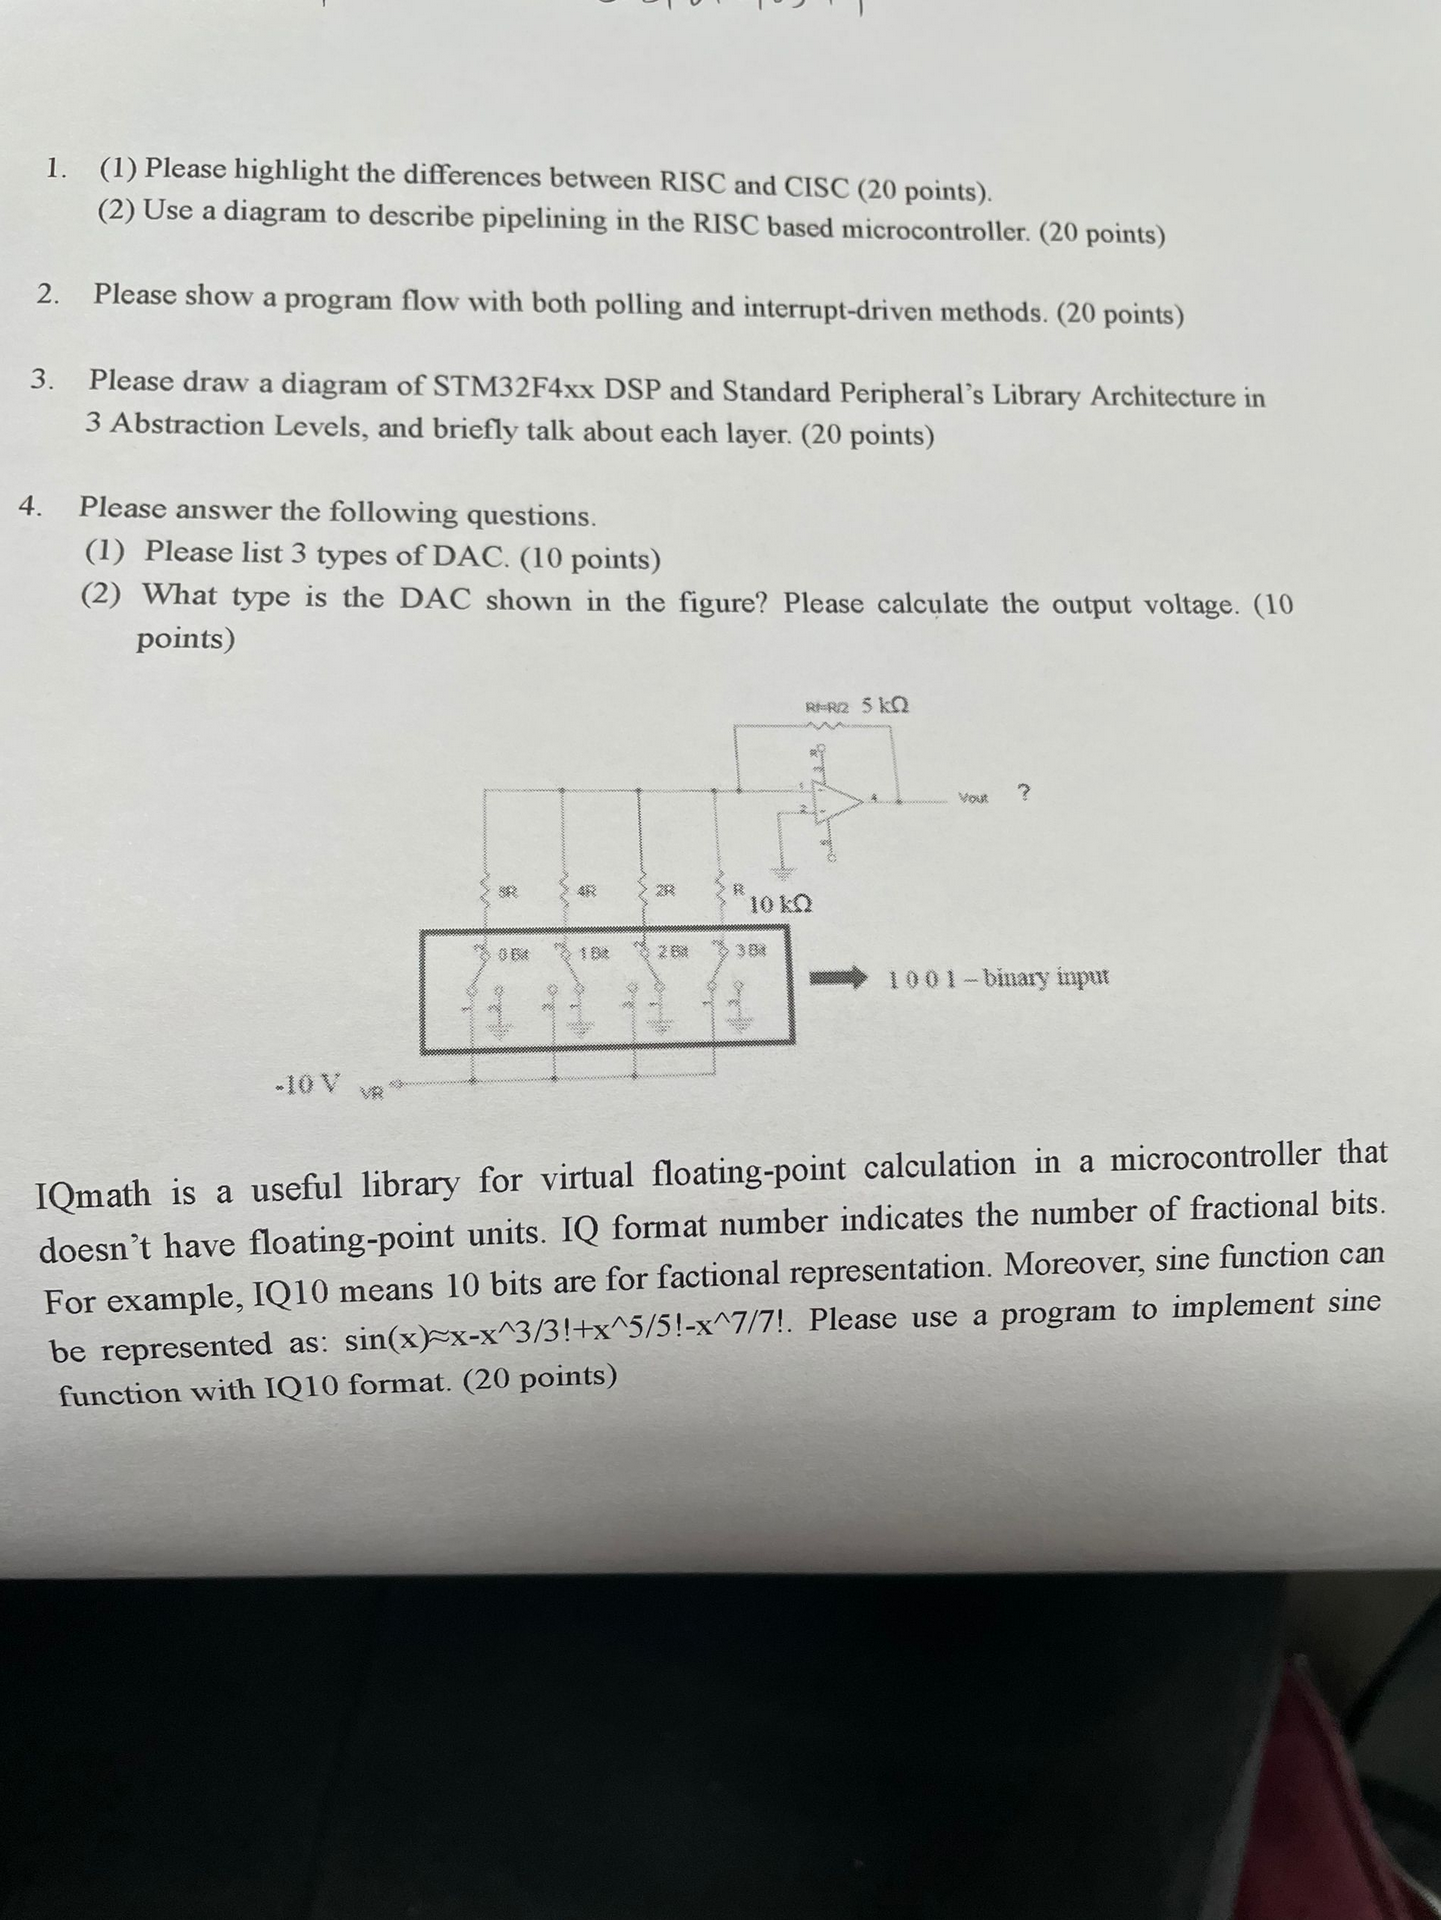 1. (1) Please highlight the differences between RISC and CISC (20 points).
(2) Use a diagram to describe pipelining in the RISC based microcontroller. (20 points)
2. Please show a program flow with both polling and interrupt-driven methods. (20 points)
3. Please draw a diagram of STM32F4xx DSP and Standard Peripheral's Library Architecture in
3 Abstraction Levels, and briefly talk about each layer. (20 points)
4. Please answer the following questions.
(1) Please list 3 types of DAC. (10 points)
(2) What type is the DAC shown in the figure? Please calculate the output voltage. (10
points)
Rf=R/2 5 kΩ
Vout ?
8R 4R 2R R
10 kΩ
0 Bit 1 Bit 2 Bit 3 Bit
1 0 0 1 – binary input
-10 V VR
IQmath is a useful library for virtual floating-point calculation in a microcontroller that
doesn't have floating-point units. IQ format number indicates the number of fractional bits.
For example, IQ10 means 10 bits are for factional representation. Moreover, sine function can
be represented as: sin(x)≈x-x^3/3!+x^5/5!-x^7/7!. Please use a program to implement sine
function with IQ10 format. (20 points)